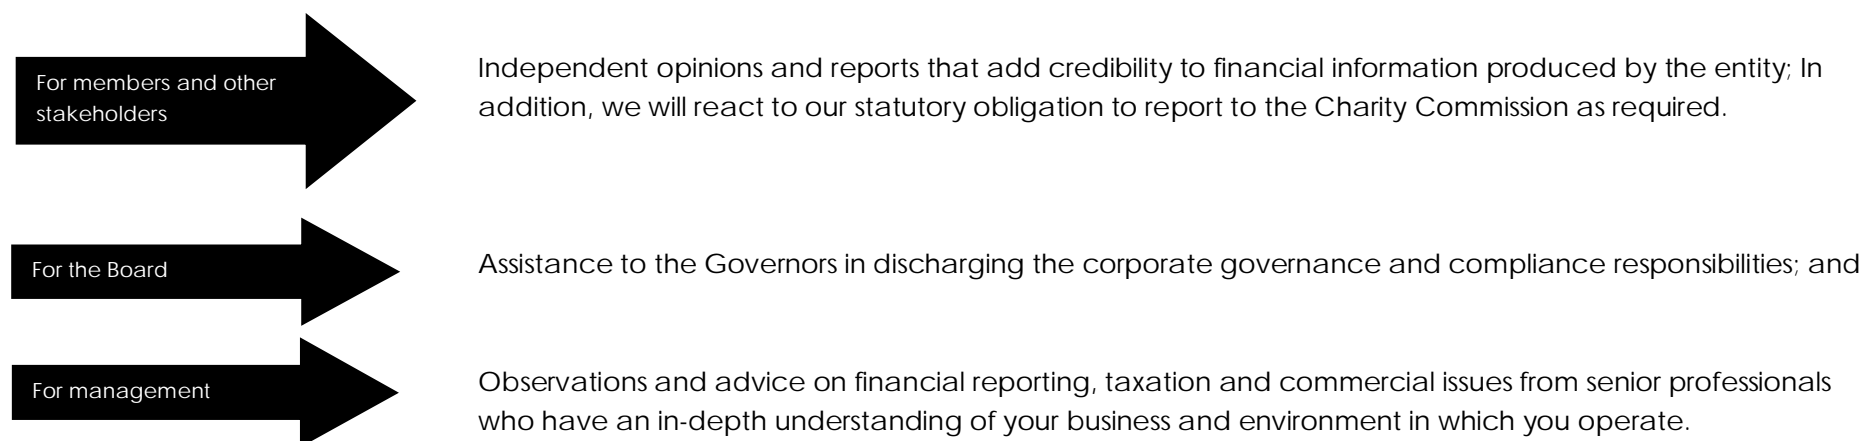 For members and other
stakeholders
Independent opinions and reports that add credibility to financial information produced by the entity; In
addition, we will react to our statutory obligation to report to the Charity Commission as required.
For the Board
Assistance to the Governors in discharging the corporate governance and compliance responsibilities; and
For management
Observations and advice on financial reporting, taxation and commercial issues from senior professionals
who have an in-depth understanding of your business and environment in which you operate.